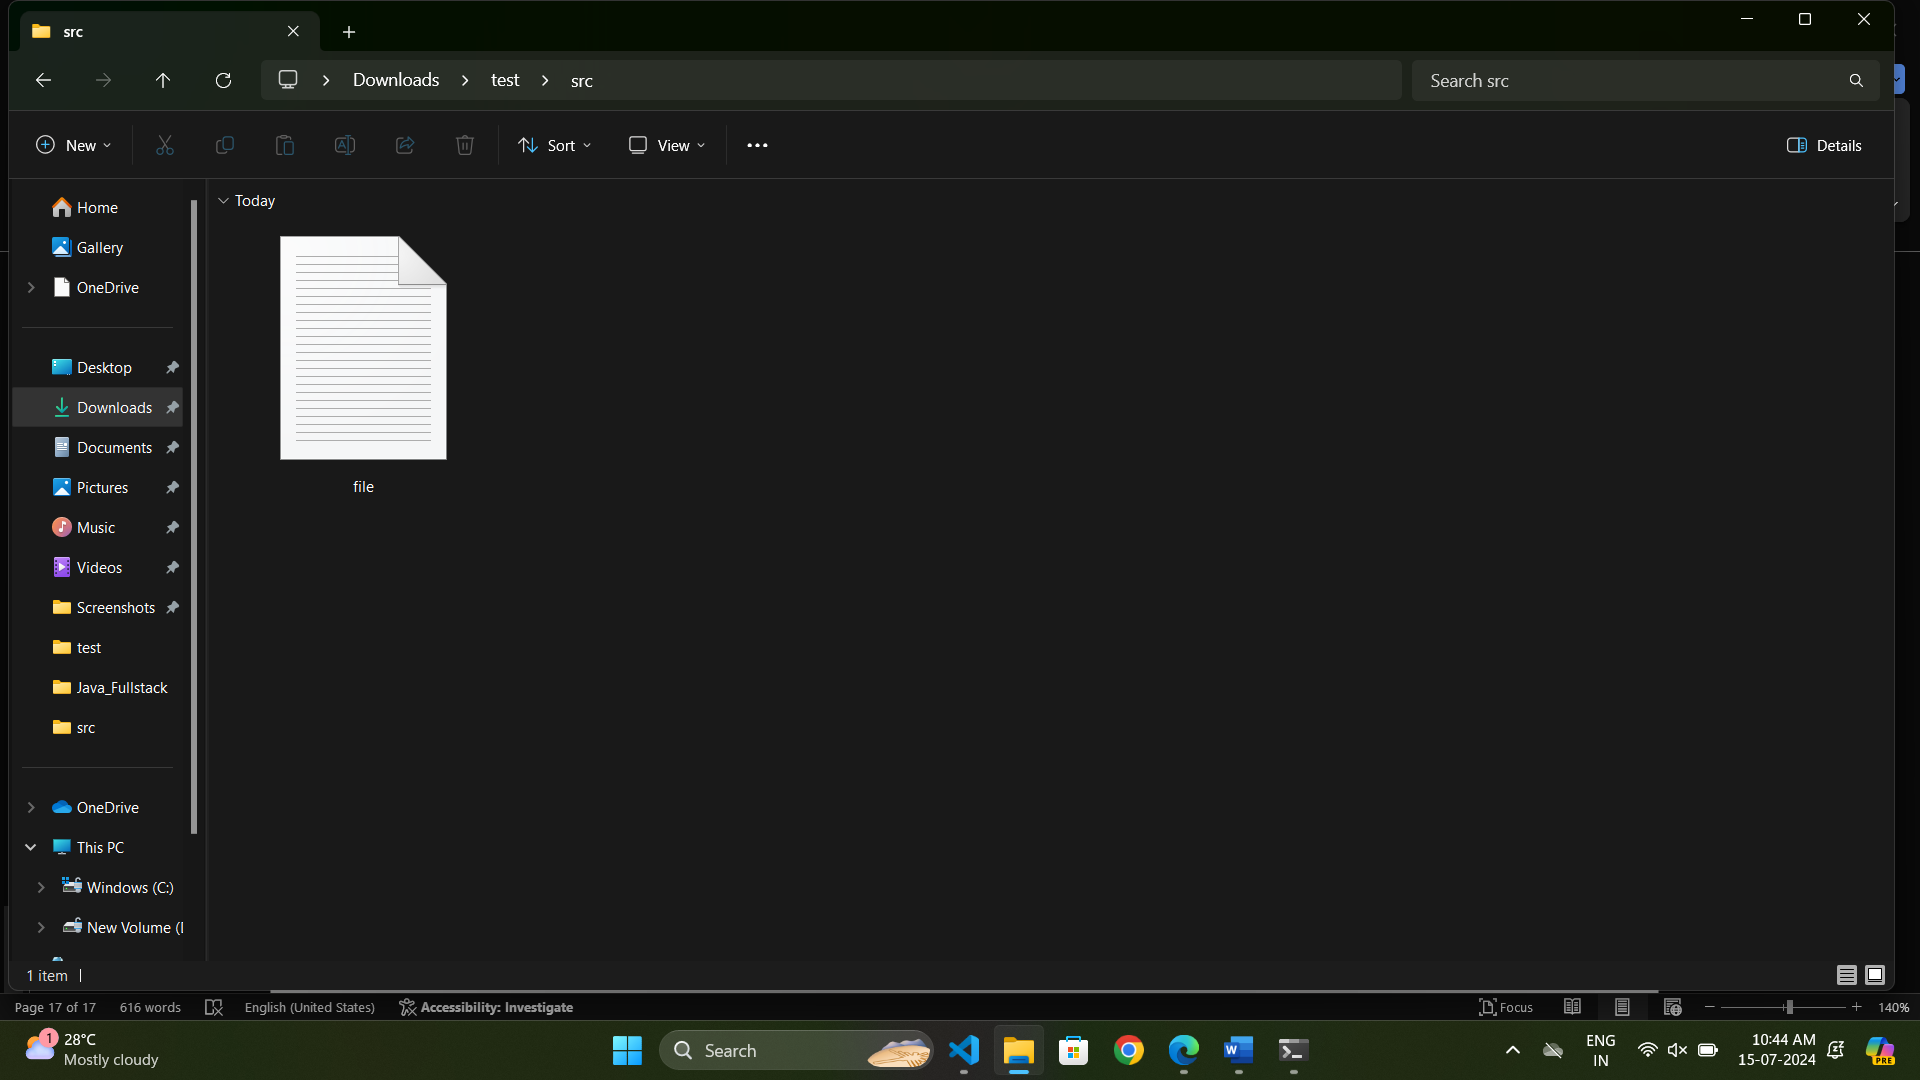 src
Downloads
test
src
Search src
New
Sort
View
Details
Home
Gallery
OneDrive
Desktop
Downloads
Documents
Pictures
Music
Videos
Screenshots
test
Java_Fullstack
src
OneDrive
This PC
Windows (C:)
New Volume (
Today
file
1 item
Page 17 of 17
616 words
English (United States)
Accessibility: Investigate
Focus
140%
1
28°C
Mostly cloudy
Search
W
PRE
ENG
IN
10:44 AM
15-07-2024